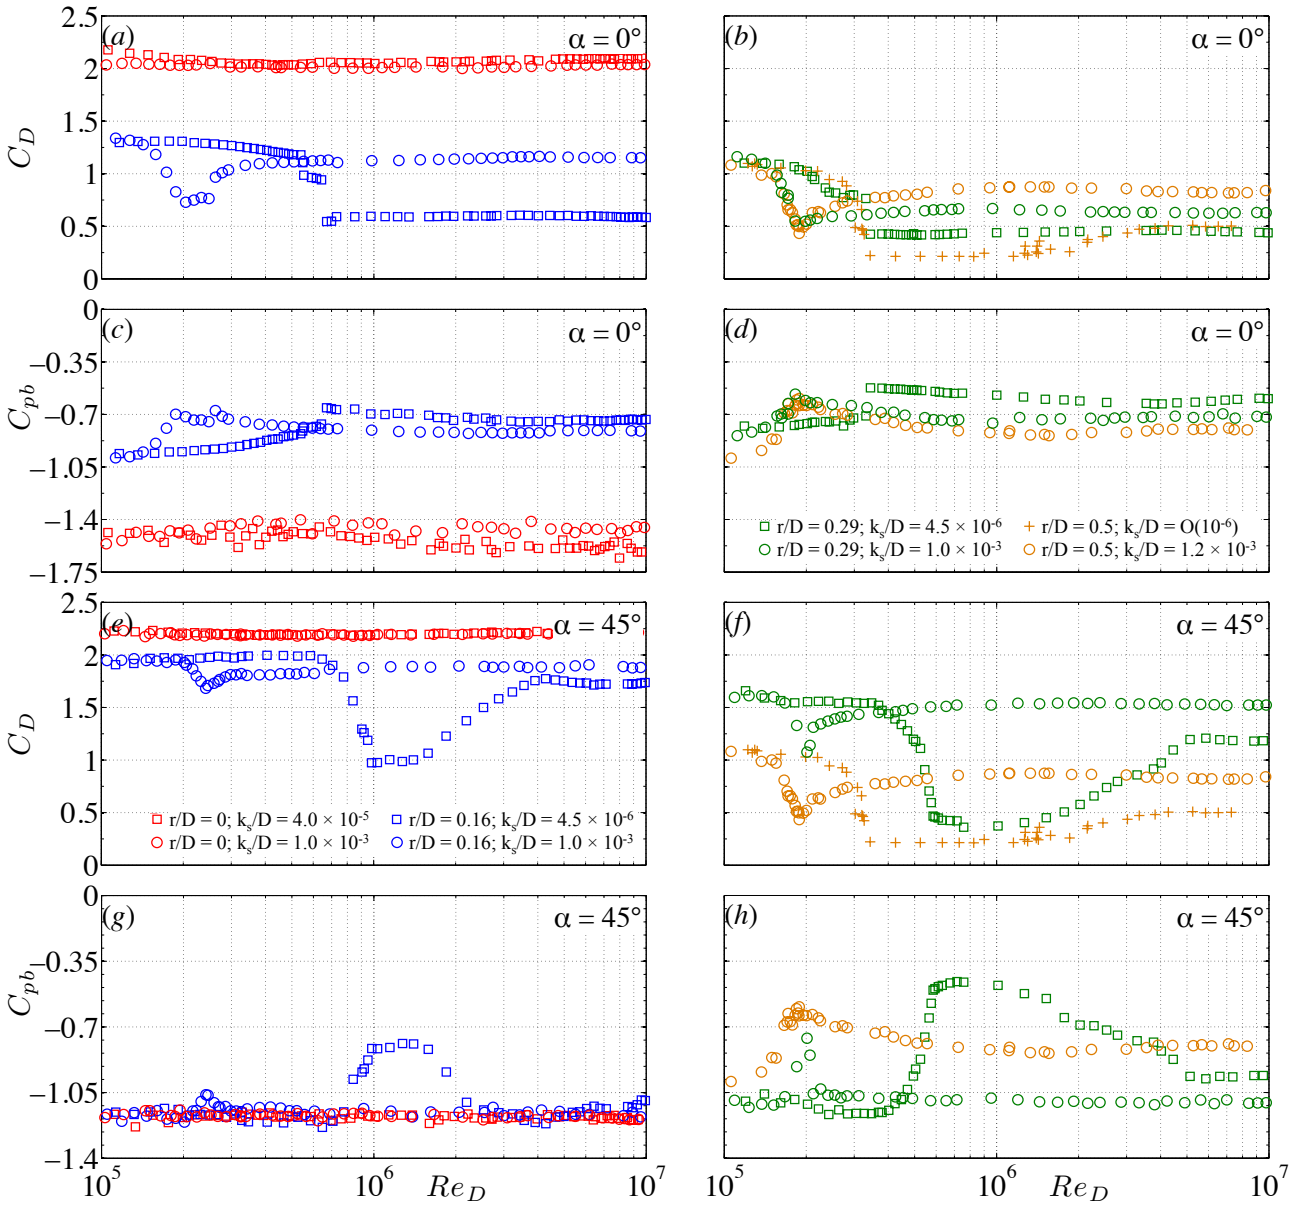 (a) α = 0°
(b) α = 0°
C_D
2.5
2
1.5
1
0.5
0
(c) α = 0°
(d) α = 0°
C_pb
0
−0.35
−0.7
−1.05
−1.4
−1.75
r/D = 0.29; k_s/D = 4.5 × 10^-6
r/D = 0.29; k_s/D = 1.0 × 10^-3
r/D = 0.5; k_s/D = O(10^-6)
r/D = 0.5; k_s/D = 1.2 × 10^-3
(e) α = 45°
(f) α = 45°
C_D
2.5
2
1.5
1
0.5
0
r/D = 0; k_s/D = 4.0 × 10^-5
r/D = 0; k_s/D = 1.0 × 10^-3
r/D = 0.16; k_s/D = 4.5 × 10^-6
r/D = 0.16; k_s/D = 1.0 × 10^-3
(g) α = 45°
(h) α = 45°
C_pb
0
−0.35
−0.7
−1.05
−1.4
10^5 10^6 Re_D 10^7
10^5 10^6 Re_D 10^7